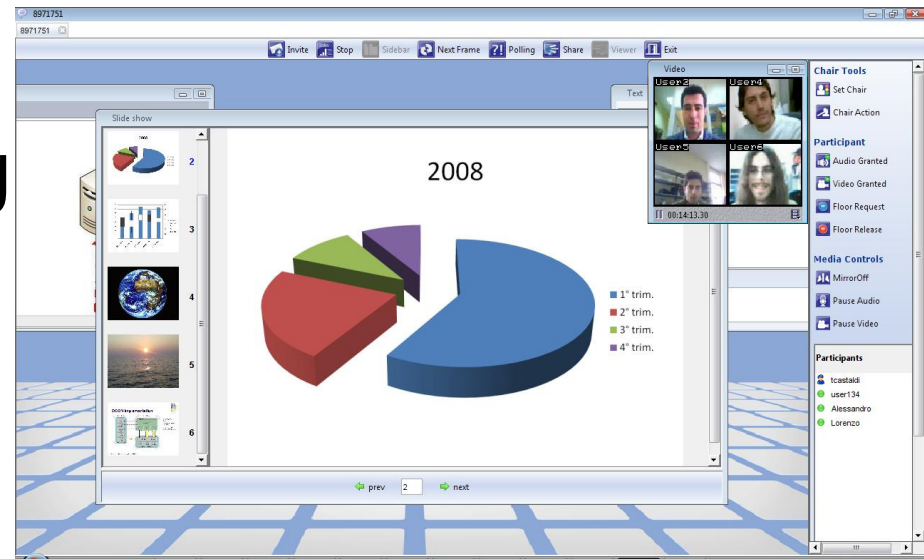 8971751
8971751
Invite Stop Sidebar Next Frame Polling Share Viewer Exit
Slide show
Text
Video
User2 User4
User5 User6
00:14:13.30
2
3
4
5
6
2008
1° trim.
2° trim.
3° trim.
4° trim.
prev 2 next
Chair Tools
Set Chair
Chair Action
Participant
Audio Granted
Video Granted
Floor Request
Floor Release
Media Controls
MirrorOff
Pause Audio
Pause Video
Participants
tcastaldi
user134
Alessandro
Lorenzo